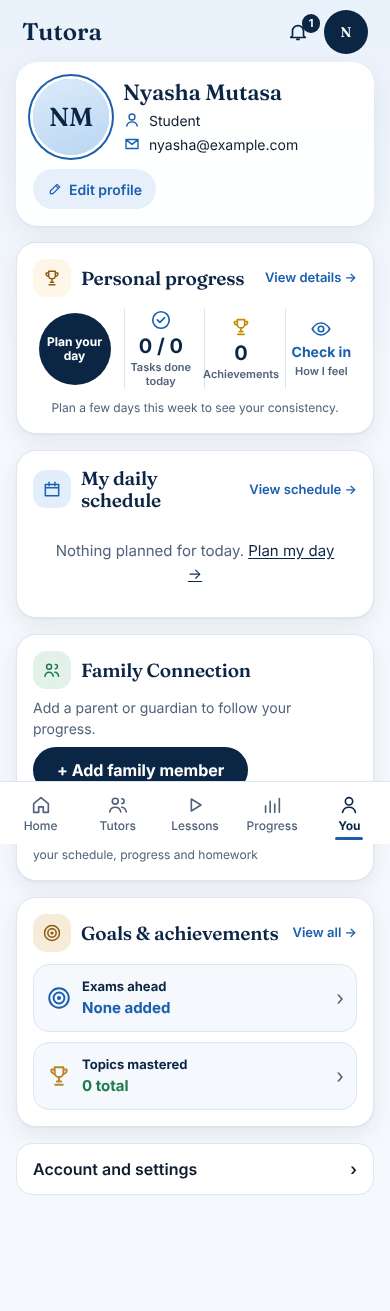 Tutora
1
N
NM
Nyasha Mutasa
Student
nyasha@example.com
Edit profile
Personal progress
View details →
Plan your
day
0 / 0
Tasks done
today
0
Achievements
Check in
How I feel
Plan a few days this week to see your consistency.
My daily
schedule
View schedule →
Nothing planned for today. Plan my day
→
Family Connection
Add a parent or guardian to follow your
progress.
+ Add family member
Home
Tutors
Lessons
Progress
You
your schedule, progress and homework
Goals & achievements
View all →
Exams ahead
None added
›
Topics mastered
0 total
›
Account and settings
›